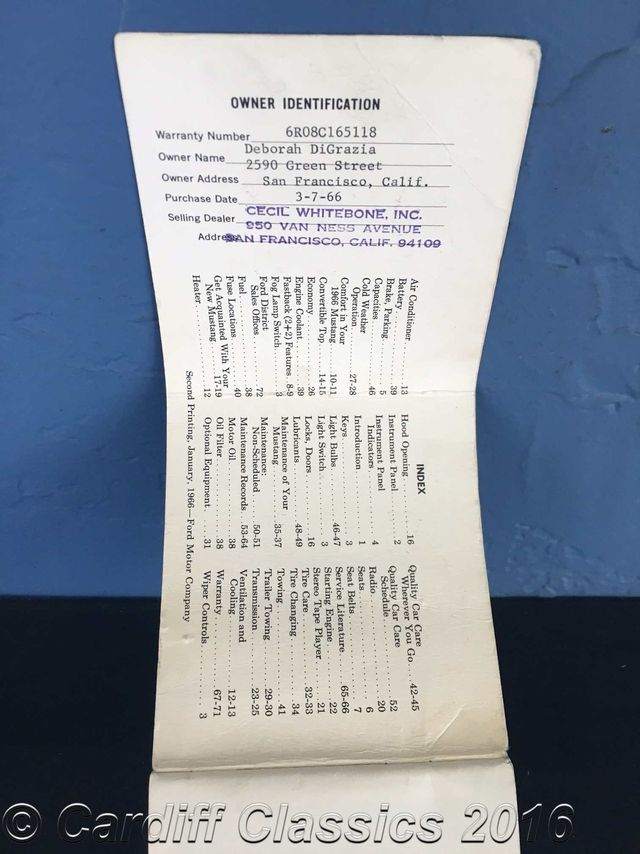 OWNER IDENTIFICATION
Warranty Number 6R08C165118
Owner Name Deborah DiGrazia
Owner Address 2590 Green Street
San Francisco, Calif.
Purchase Date 3-7-66
Selling Dealer CECIL WHITEBONE, INC.
950 VAN NESS AVENUE
Address SAN FRANCISCO, CALIF. 94109
INDEX
Air Conditioner 13
Battery 39
Brake, Parking 5
Capacities 46
Cold Weather
Operation 27-28
Comfort in Your
1966 Mustang 10-11
Convertible Top 14-15
Economy 26
Engine Coolant 39
Fastback (2+2) Features 8-9
Fog Lamp Switch 3
Ford District
Sales Offices 72
Fuel 38
Fuse Locations 40
Get Acquainted With Your
New Mustang 17-19
Heater 12
Hood Opening 16
Instrument Panel 2
Instrument Panel
Indicators 4
Introduction 1
Keys 3
Light Bulbs 46-47
Light Switch 3
Locks, Doors 16
Lubricants 48-49
Maintenance of Your
Mustang 35-37
Maintenance:
Non-Scheduled 50-51
Maintenance Records 53-64
Motor Oil 38
Oil Filter 38
Optional Equipment 31
Quality Car Care
Wherever You Go 42-45
Quality Car Care
Schedule 52
Radio 20
Seats 6
Seat Belts 7
Service Literature 65-66
Starting Engine 22
Stereo Tape Player 21
Tire Care 32-33
Tire Changing 34
Towing 41
Trailer Towing 29-30
Transmission 23-25
Ventilation and
Cooling 12-13
Warranty 67-71
Wiper Controls 3
Second Printing, January, 1966—Ford Motor Company
© Cardiff Classics 2016